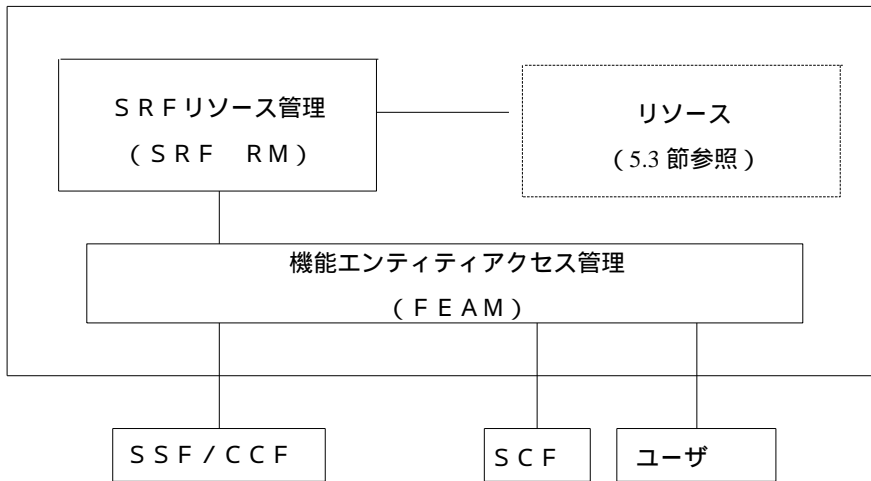 ＳＲＦリソース管理
（ＳＲＦ　ＲＭ）
リソース
（5.3 節参照）
機能エンティティアクセス管理
（ＦＥＡＭ）
ＳＳＦ/ＣＣＦ
ＳＣＦ
ユーザ